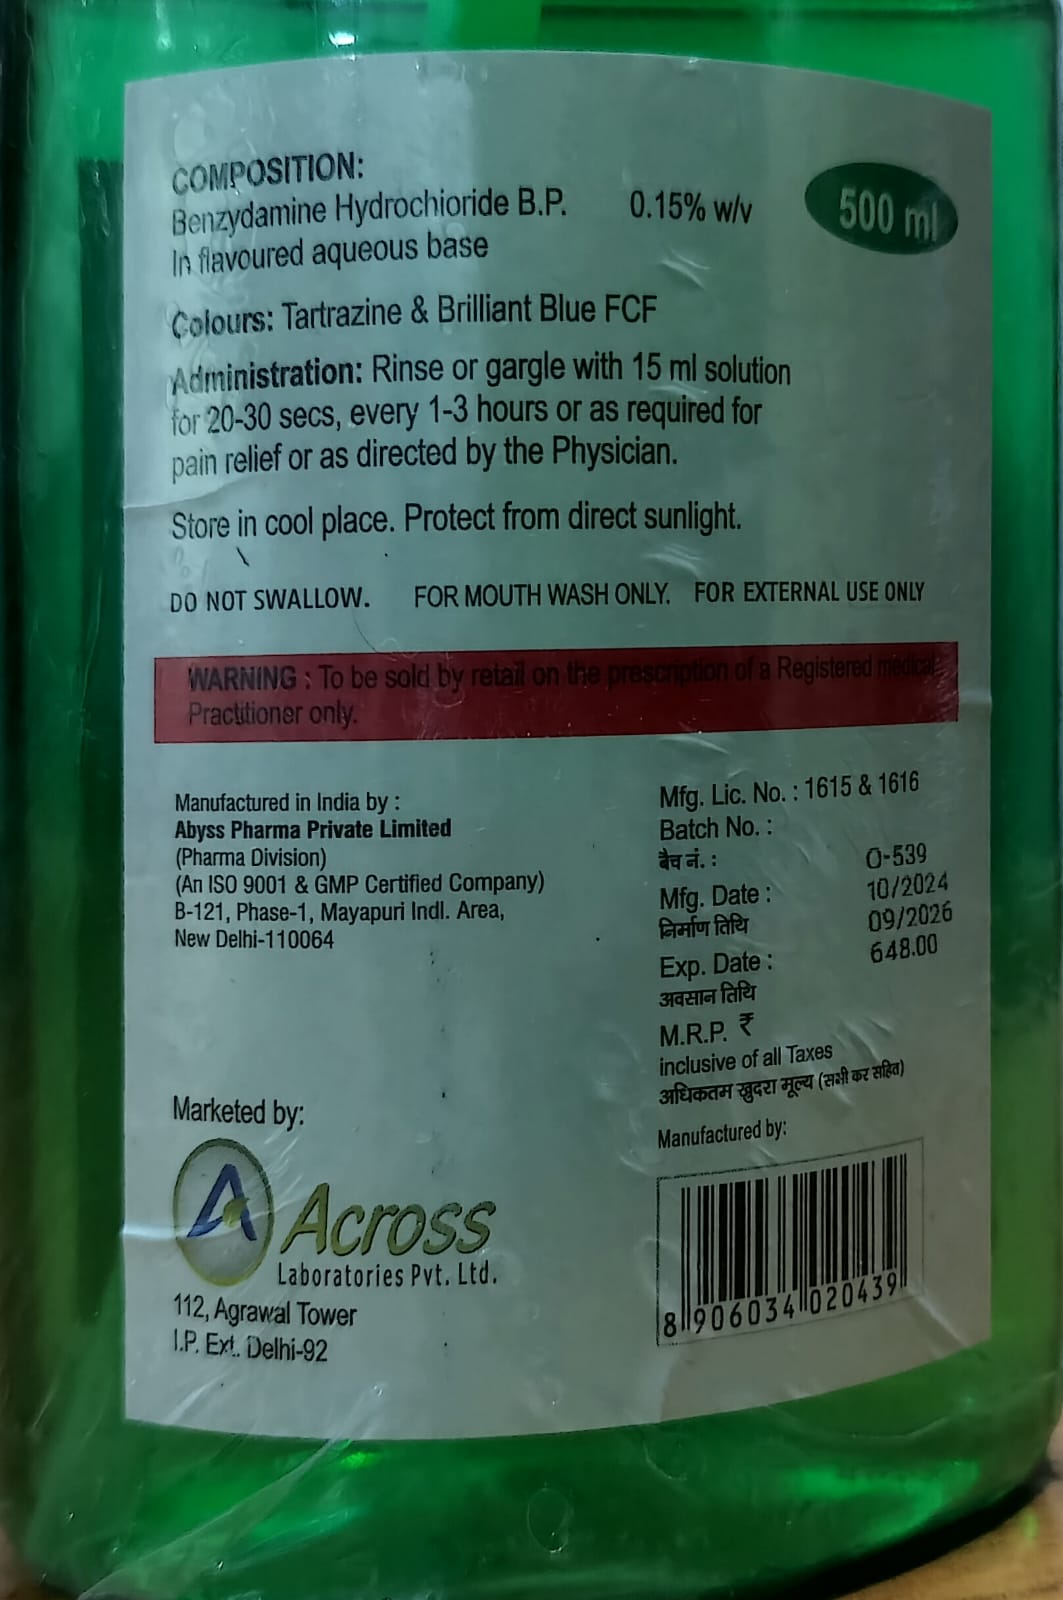 COMPOSITION:
Benzydamine Hydrochioride B.P. 0.15% w/v
In flavoured aqueous base
500 ml
Colours: Tartrazine & Brilliant Blue FCF
Administration: Rinse or gargle with 15 ml solution
for 20-30 secs, every 1-3 hours or as required for
pain relief or as directed by the Physician.
Store in cool place. Protect from direct sunlight.
DO NOT SWALLOW. FOR MOUTH WASH ONLY. FOR EXTERNAL USE ONLY
WARNING : To be sold by retail on the prescription of a Registered medical
Practitioner only.
Manufactured in India by :
Abyss Pharma Private Limited
(Pharma Division)
(An ISO 9001 & GMP Certified Company)
B-121, Phase-1, Mayapuri Indl. Area,
New Delhi-110064
Marketed by:
Across
Laboratories Pvt. Ltd.
112, Agrawal Tower
I.P. Ext. Delhi-92
Mfg. Lic. No. : 1615 & 1616
Batch No. :
बैच नं. : O-539
Mfg. Date : 10/2024
निर्माण तिथि 09/2026
Exp. Date : 648.00
अवसान तिथि
M.R.P. ₹
inclusive of all Taxes
अधिकतम खुदरा मूल्य (सभी कर सहित)
Manufactured by:
8 906034 020439